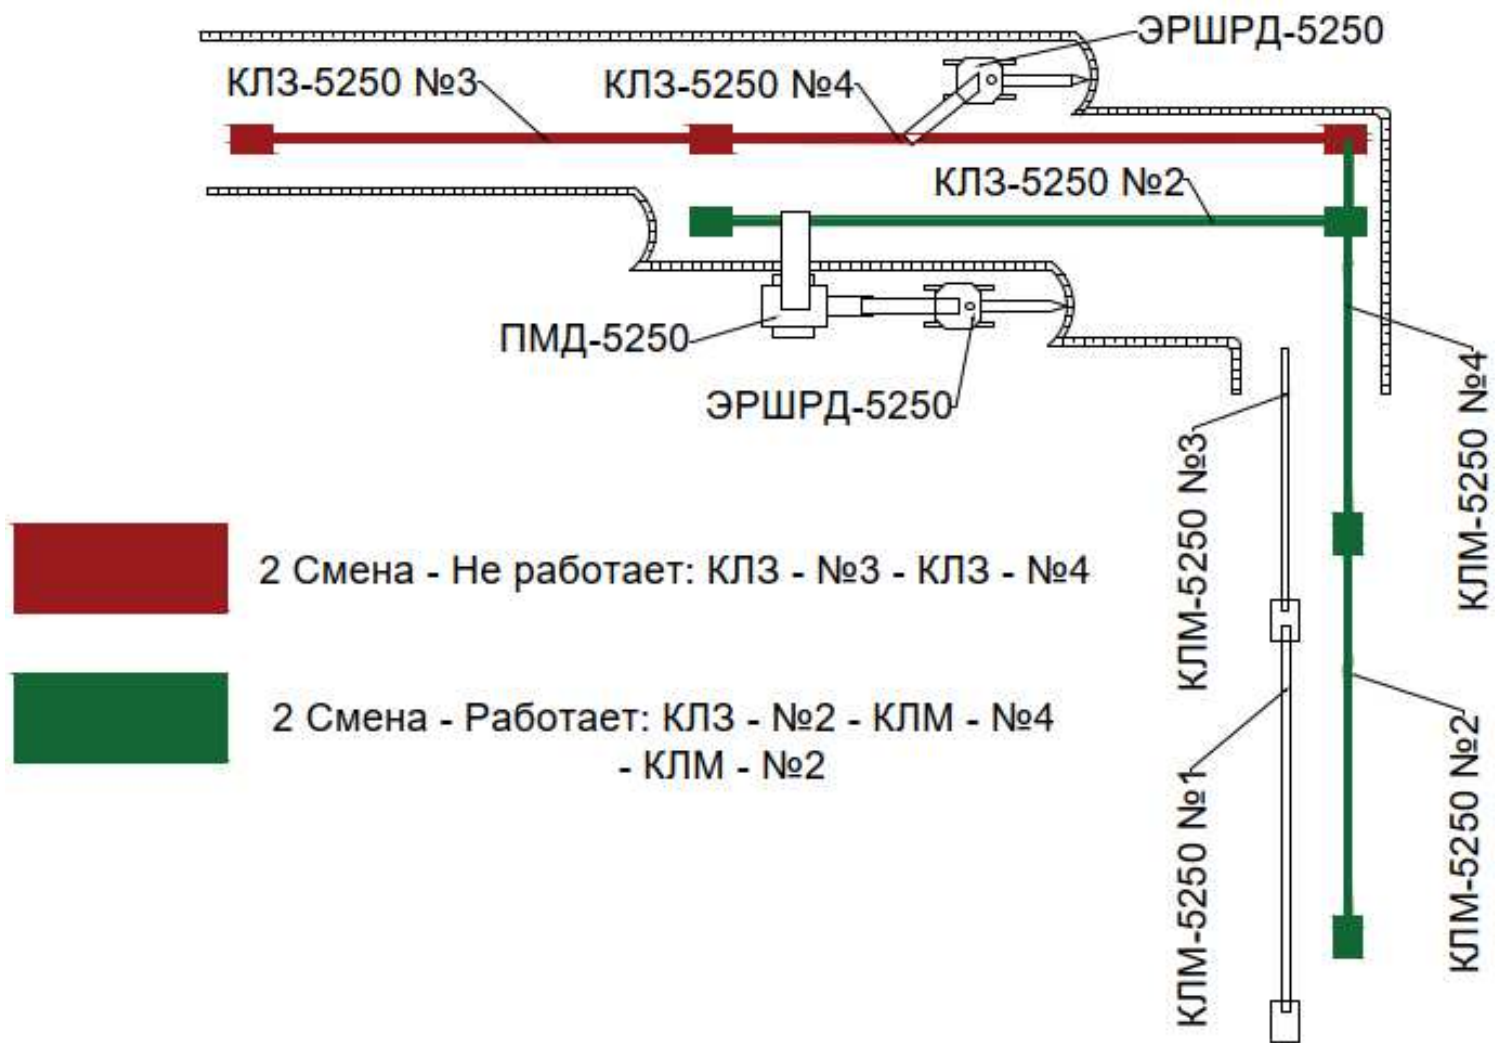 ЭРШРД-5250
КЛЗ-5250 №3
КЛЗ-5250 №4
КЛЗ-5250 №2
ПМД-5250
ЭРШРД-5250
КЛМ-5250 №3
КЛМ-5250 №4
2 Смена - Не работает: КЛЗ - №3 - КЛЗ - №4
2 Смена - Работает: КЛЗ - №2 - КЛМ - №4
- КЛМ - №2
КЛМ-5250 №1
КЛМ-5250 №2